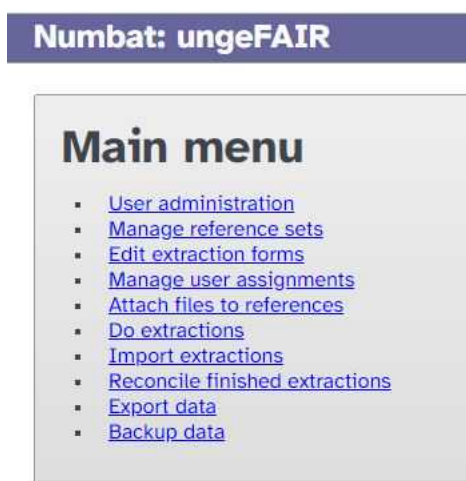 Numbat: ungeFAIR
Main menu
User administration
Manage reference sets
Edit extraction forms
Manage user assignments
Attach files to references
Do extractions
Import extractions
Reconcile finished extractions
Export data
Backup data